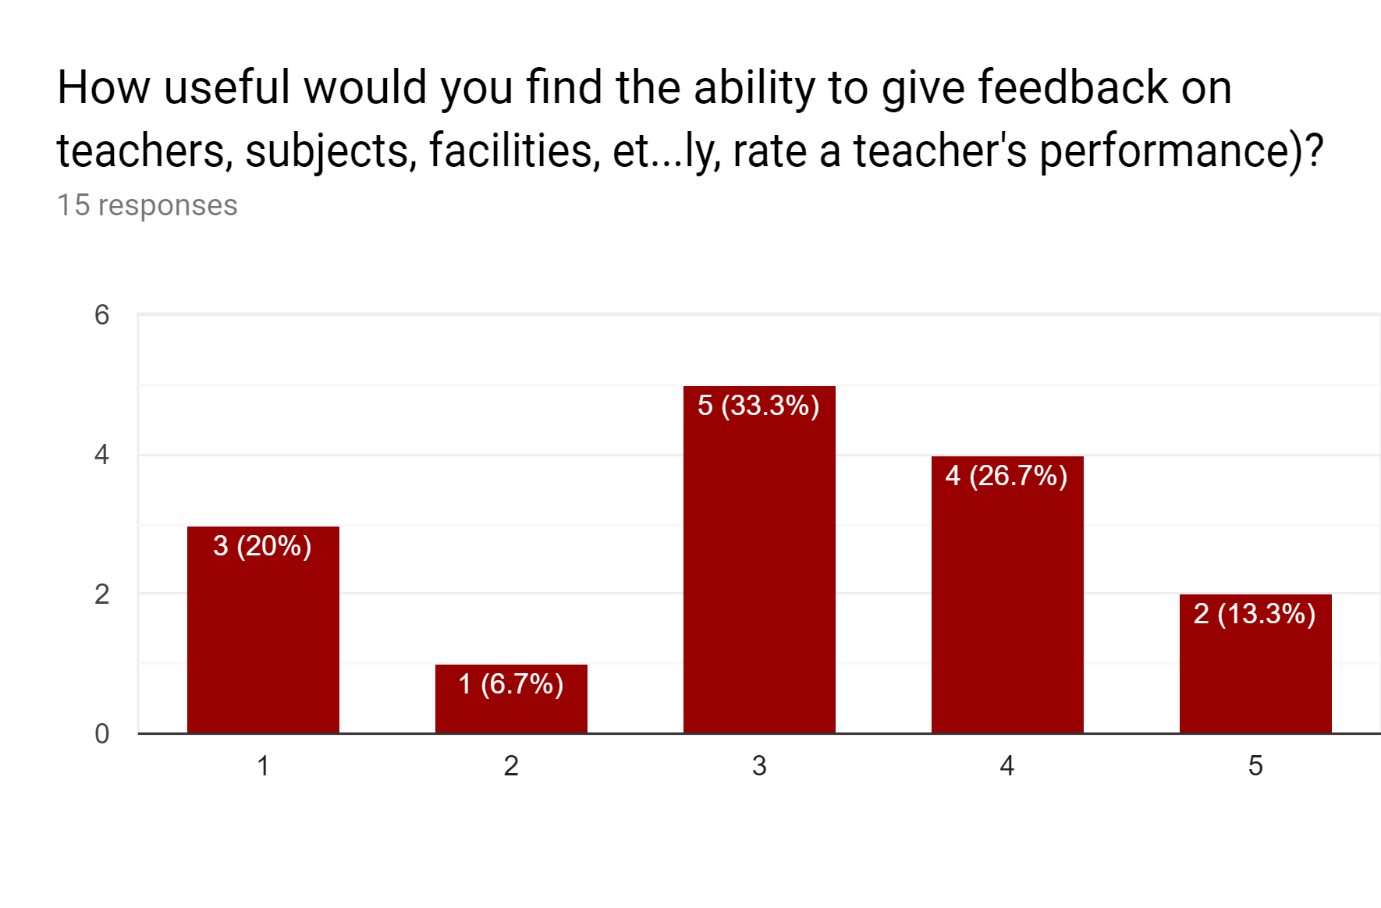 How useful would you find the ability to give feedback on
teachers, subjects, facilities, et...ly, rate a teacher's performance)?
15 responses
6
4
2
0
3 (20%)
1 (6.7%)
5 (33.3%)
4 (26.7%)
2 (13.3%)
1 2 3 4 5